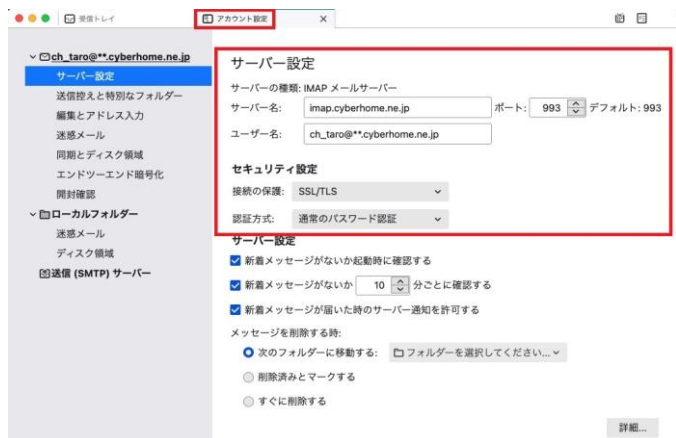 受信トレイ
アカウント設定
ch_taro@**.cyberhome.ne.jp
サーバー設定
送信控えと特別なフォルダー
編集とアドレス入力
迷惑メール
同期とディスク領域
エンドツーエンド暗号化
開封確認
ローカルフォルダー
迷惑メール
ディスク領域
送信 (SMTP) サーバー
サーバー設定
サーバーの種類: IMAP メールサーバー
サーバー名: imap.cyberhome.ne.jp ポート: 993 デフォルト: 993
ユーザー名: ch_taro@**.cyberhome.ne.jp
セキュリティ設定
接続の保護: SSL/TLS
認証方式: 通常のパスワード認証
サーバー設定
新着メッセージがないか起動時に確認する
新着メッセージがないか 10 分ごとに確認する
新着メッセージが届いた時のサーバー通知を許可する
メッセージを削除する時:
次のフォルダーに移動する: フォルダーを選択してください...
削除済みとマークする
すぐに削除する
詳細...